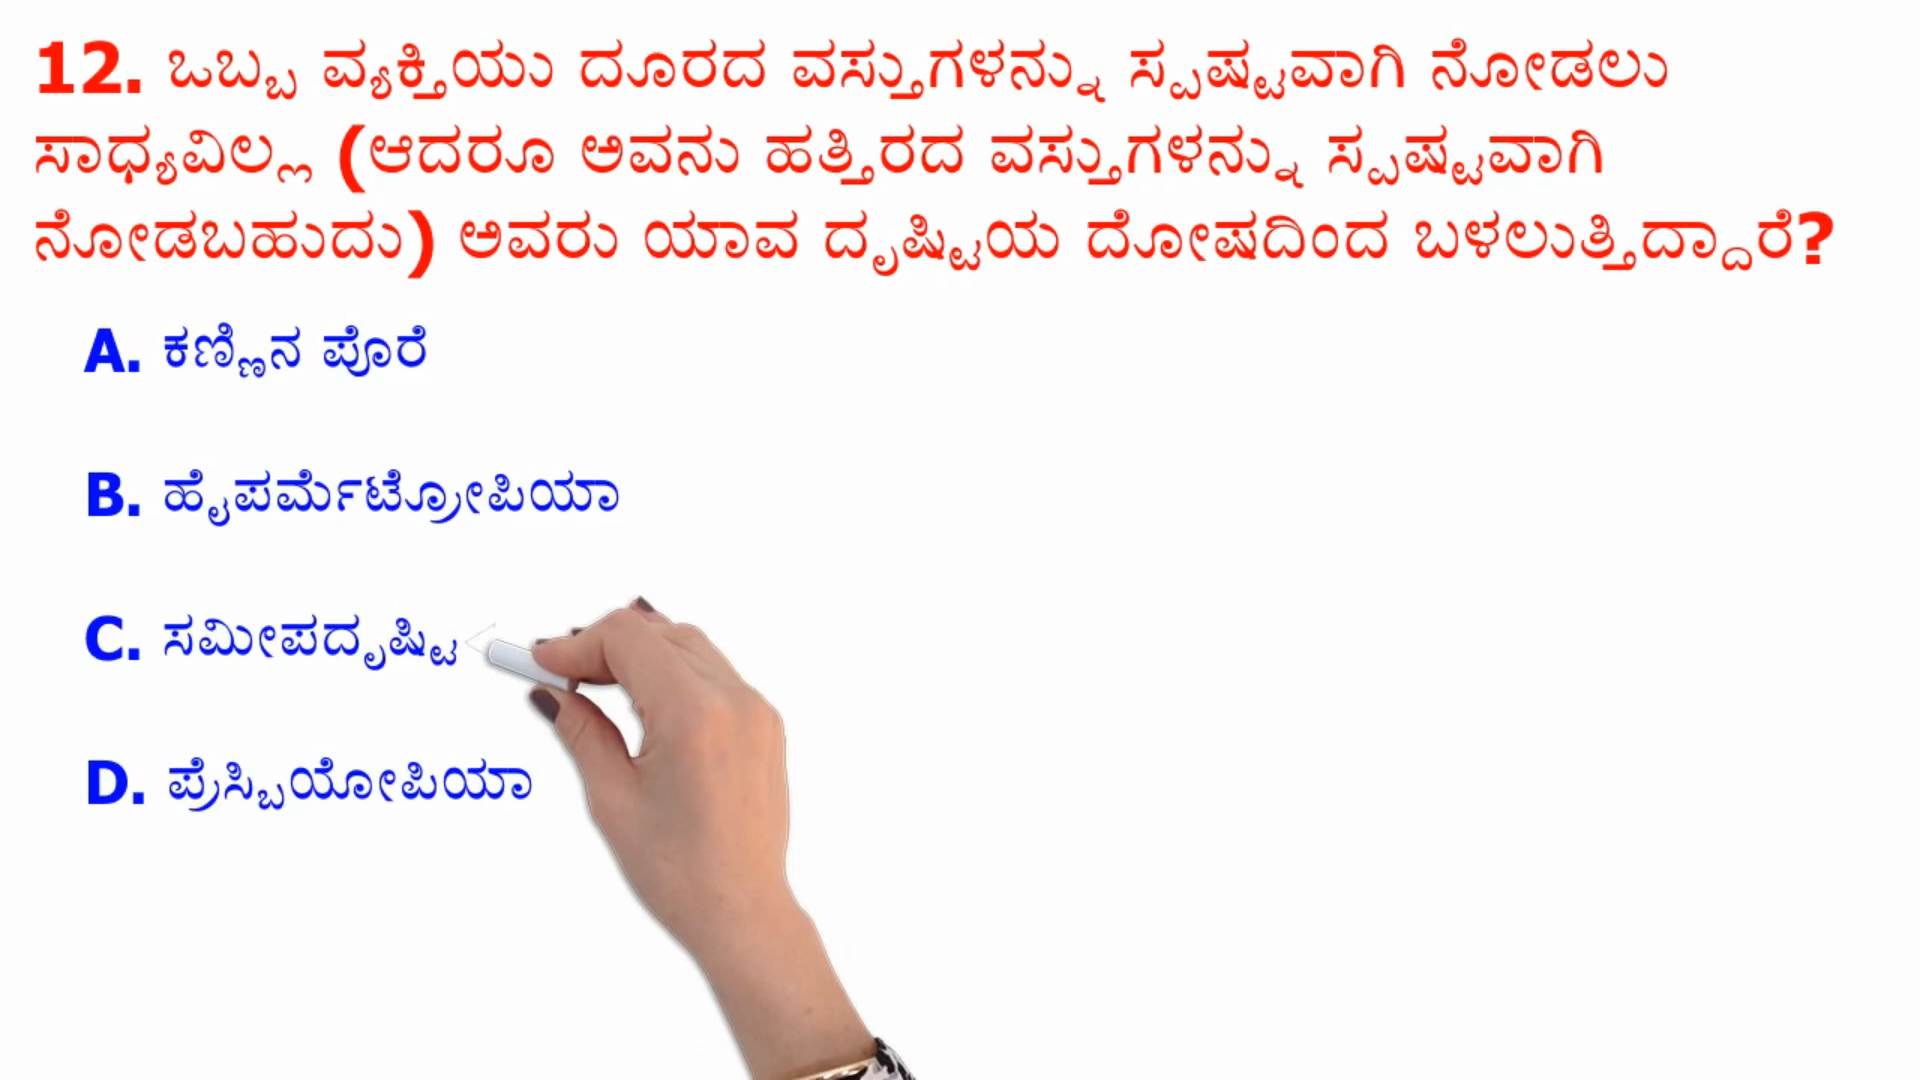 12. ಒಬ್ಬ ವ್ಯಕ್ತಿಯು ದೂರದ ವಸ್ತುಗಳನ್ನು ಸ್ಪಷ್ಟವಾಗಿ ನೋಡಲು
ಸಾಧ್ಯವಿಲ್ಲ (ಆದರೂ ಅವನು ಹತ್ತಿರದ ವಸ್ತುಗಳನ್ನು ಸ್ಪಷ್ಟವಾಗಿ
ನೋಡಬಹುದು) ಅವರು ಯಾವ ದೃಷ್ಟಿಯ ದೋಷದಿಂದ ಬಳಲುತ್ತಿದ್ದಾರೆ?
A. ಕಣ್ಣಿನ ಪೊರೆ
B. ಹೈಪರ್ಮೆಟ್ರೋಪಿಯಾ
C. ಸಮೀಪದೃಷ್ಟಿ
D. ಪ್ರೆಸ್ಬಿಯೋಪಿಯಾ